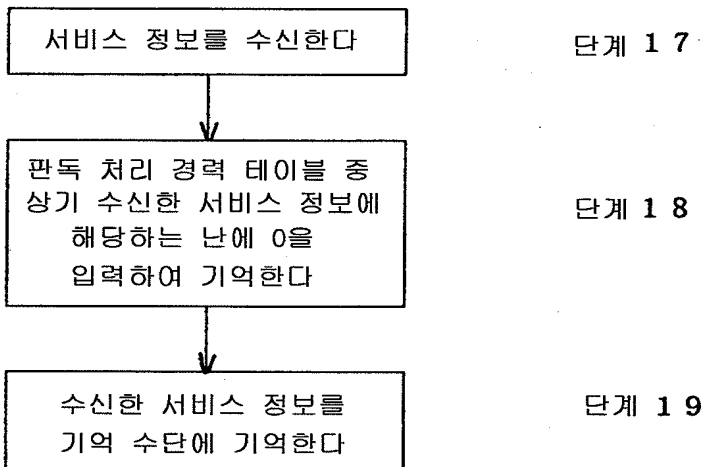 서비스 정보를 수신한다
단계 17
판독 처리 경력 테이블 중
상기 수신한 서비스 정보에
해당하는 난에 0을
입력하여 기억한다
단계 18
수신한 서비스 정보를
기억 수단에 기억한다
단계 19